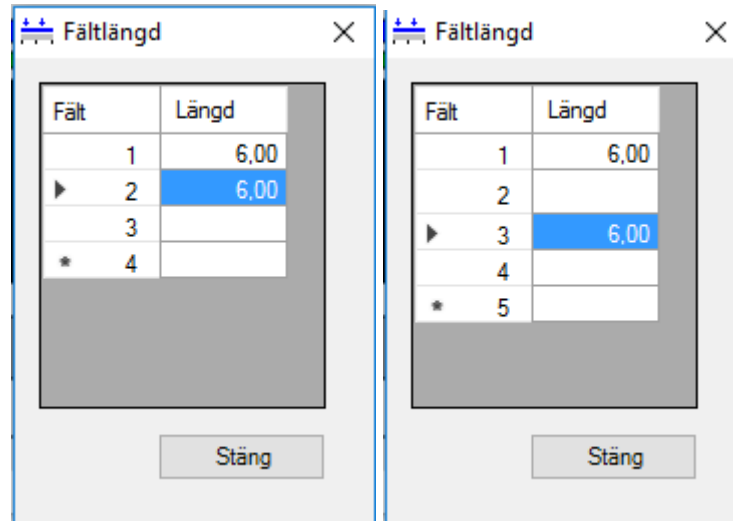 Fältlängd
Fält Längd
1 6,00
2 6,00
3
* 4
Stäng
Fältlängd
Fält Längd
1 6,00
2
3 6,00
4
* 5
Stäng